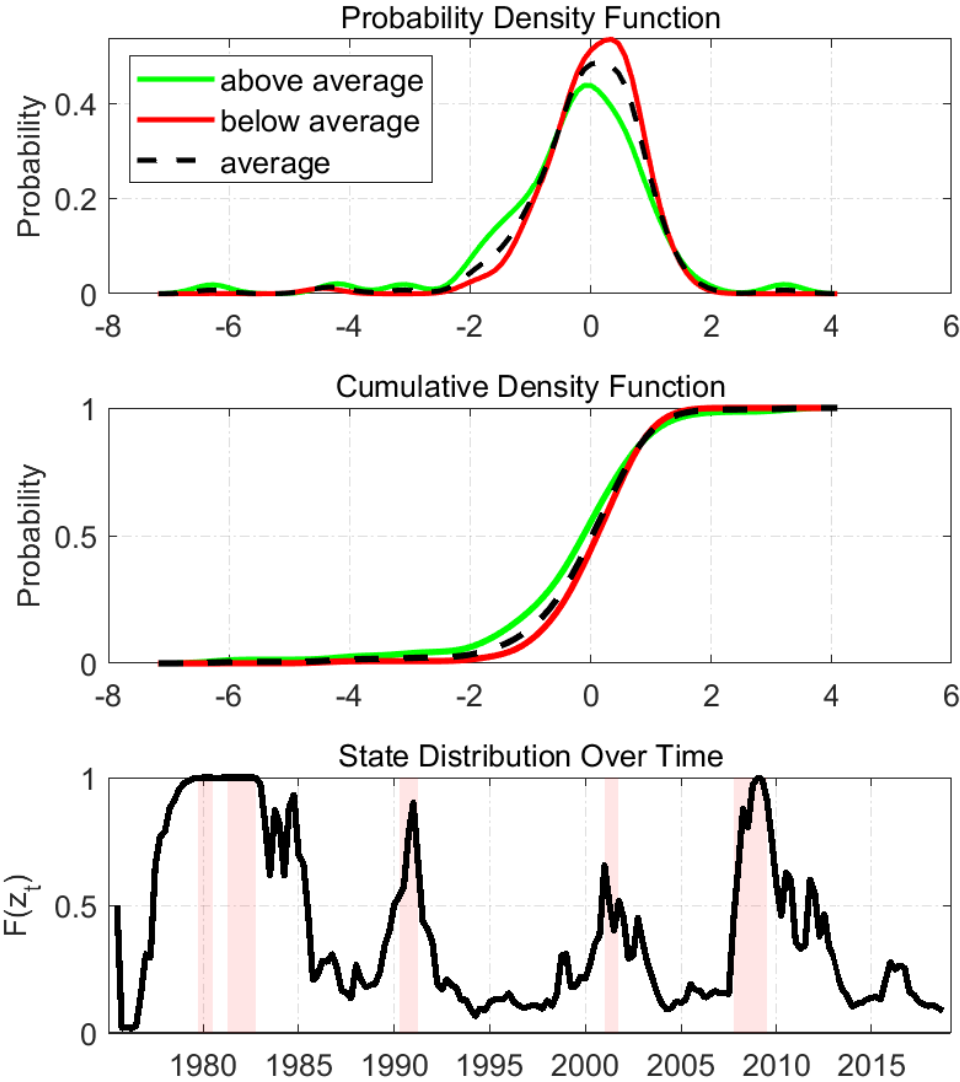 Probability Density Function
above average
below average
average
Probability
0.4
0.2
0
-8 -6 -4 -2 0 2 4 6
Cumulative Density Function
Probability
1
0.5
0
-8 -6 -4 -2 0 2 4 6
State Distribution Over Time
F(z_t)
1
0.5
0
1980 1985 1990 1995 2000 2005 2010 2015